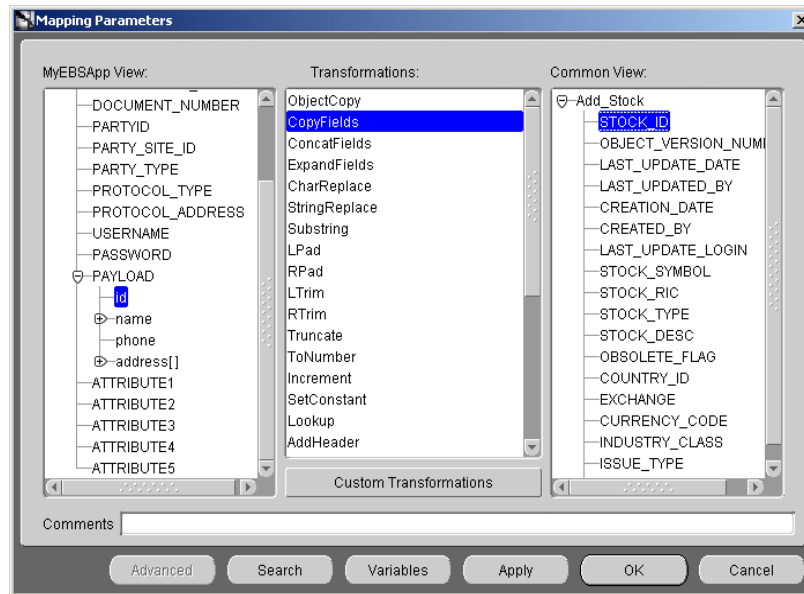 Mapping Parameters
MyEBSApp View:
Transformations:
Common View:
DOCUMENT_NUMBER
PARTYID
PARTY_SITE_ID
PARTY_TYPE
PROTOCOL_TYPE
PROTOCOL_ADDRESS
USERNAME
PASSWORD
PAYLOAD
id
name
phone
address[]
ATTRIBUTE1
ATTRIBUTE2
ATTRIBUTE3
ATTRIBUTE4
ATTRIBUTE5
ObjectCopy
CopyFields
ConcatFields
ExpandFields
CharReplace
StringReplace
Substring
LPad
RPad
LTrim
RTrim
Truncate
ToNumber
Increment
SetConstant
Lookup
AddHeader
Custom Transformations
Add_Stock
STOCK_ID
OBJECT_VERSION_NUM
LAST_UPDATE_DATE
LAST_UPDATED_BY
CREATION_DATE
CREATED_BY
LAST_UPDATE_LOGIN
STOCK_SYMBOL
STOCK_RIC
STOCK_TYPE
STOCK_DESC
OBSOLETE_FLAG
COUNTRY_ID
EXCHANGE
CURRENCY_CODE
INDUSTRY_CLASS
ISSUE_TYPE
Comments
Advanced
Search
Variables
Apply
OK
Cancel